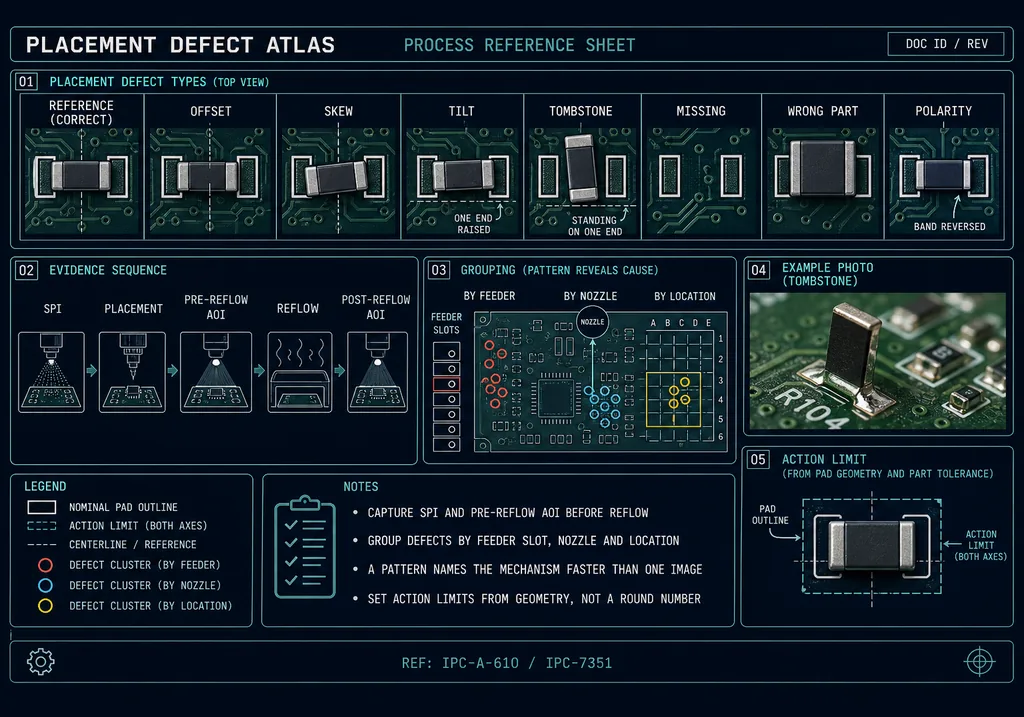 PLACEMENT DEFECT ATLAS
PROCESS REFERENCE SHEET
DOC ID / REV
01
PLACEMENT DEFECT TYPES (TOP VIEW)
REFERENCE
(CORRECT)
OFFSET
SKEW
TILT
TOMBSTONE
MISSING
WRONG PART
POLARITY
ONE END
RAISED
STANDING
ON ONE END
BAND REVERSED
02
EVIDENCE SEQUENCE
SPI
PLACEMENT
PRE-REFLOW
AOI
REFLOW
POST-REFLOW
AOI
03
GROUPING (PATTERN REVEALS CAUSE)
BY FEEDER
BY NOZZLE
BY LOCATION
FEEDER
SLOTS
NOZZLE
A B C D E
1
2
3
4
5
6
04
EXAMPLE PHOTO
(TOMBSTONE)
R104
05
ACTION LIMIT
(FROM PAD GEOMETRY AND PART TOLERANCE)
PAD
OUTLINE
ACTION
LIMIT
(BOTH AXES)
LEGEND
NOMINAL PAD OUTLINE
ACTION LIMIT (BOTH AXES)
CENTERLINE / REFERENCE
DEFECT CLUSTER (BY FEEDER)
DEFECT CLUSTER (BY NOZZLE)
DEFECT CLUSTER (BY LOCATION)
NOTES
• CAPTURE SPI AND PRE-REFLOW AOI BEFORE REFLOW
• GROUP DEFECTS BY FEEDER SLOT, NOZZLE AND LOCATION
• A PATTERN NAMES THE MECHANISM FASTER THAN ONE IMAGE
• SET ACTION LIMITS FROM GEOMETRY, NOT A ROUND NUMBER
REF: IPC-A-610 / IPC-7351